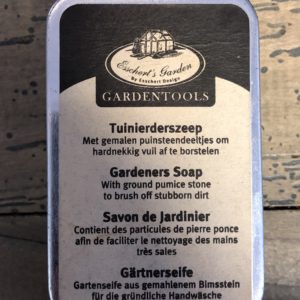 Esschert's Garden
By Esschert Design
GARDENTOOLS
Tuinierderszeep
Met gemalen puinsteendeeltjes om
hardnekkig vuil af te borstelen
Gardeners Soap
With ground pumice stone
to brush off stubborn dirt
Savon de Jardinier
Contient des particules de pierre ponce
afin de faciliter le nettoyage des mains
très sales
Gärtnerseife
Gartenseife aus gemahlenem Bimsstein
für die gründliche Handwäsche